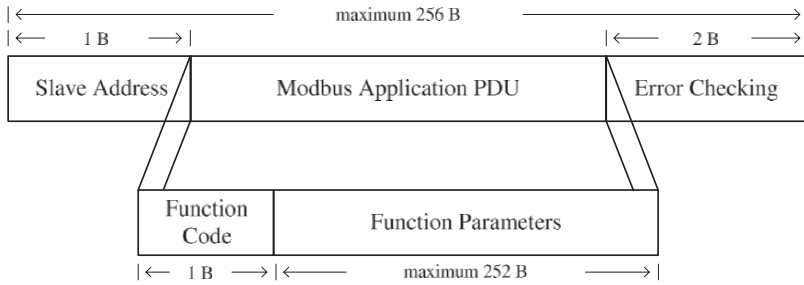 maximum 256 B
1 B
2 B
Slave Address
Modbus Application PDU
Error Checking
Function
Code
Function Parameters
1 B
maximum 252 B